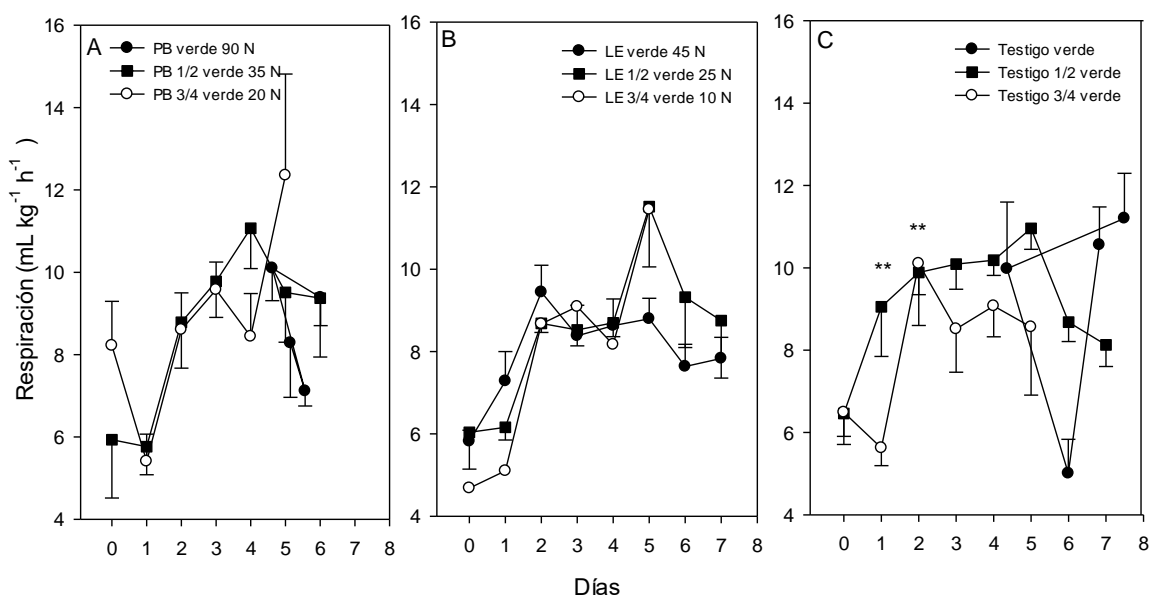 Respiración (mL kg⁻¹ h⁻¹ )
A
PB verde 90 N
PB 1/2 verde 35 N
PB 3/4 verde 20 N
16
14
12
10
8
6
4
0 1 2 3 4 5 6 7 8
B
LE verde 45 N
LE 1/2 verde 25 N
LE 3/4 verde 10 N
16
14
12
10
8
6
4
0 1 2 3 4 5 6 7 8
C
Testigo verde
Testigo 1/2 verde
Testigo 3/4 verde
16
14
12
10
8
6
4
**
**
0 1 2 3 4 5 6 7 8
Días